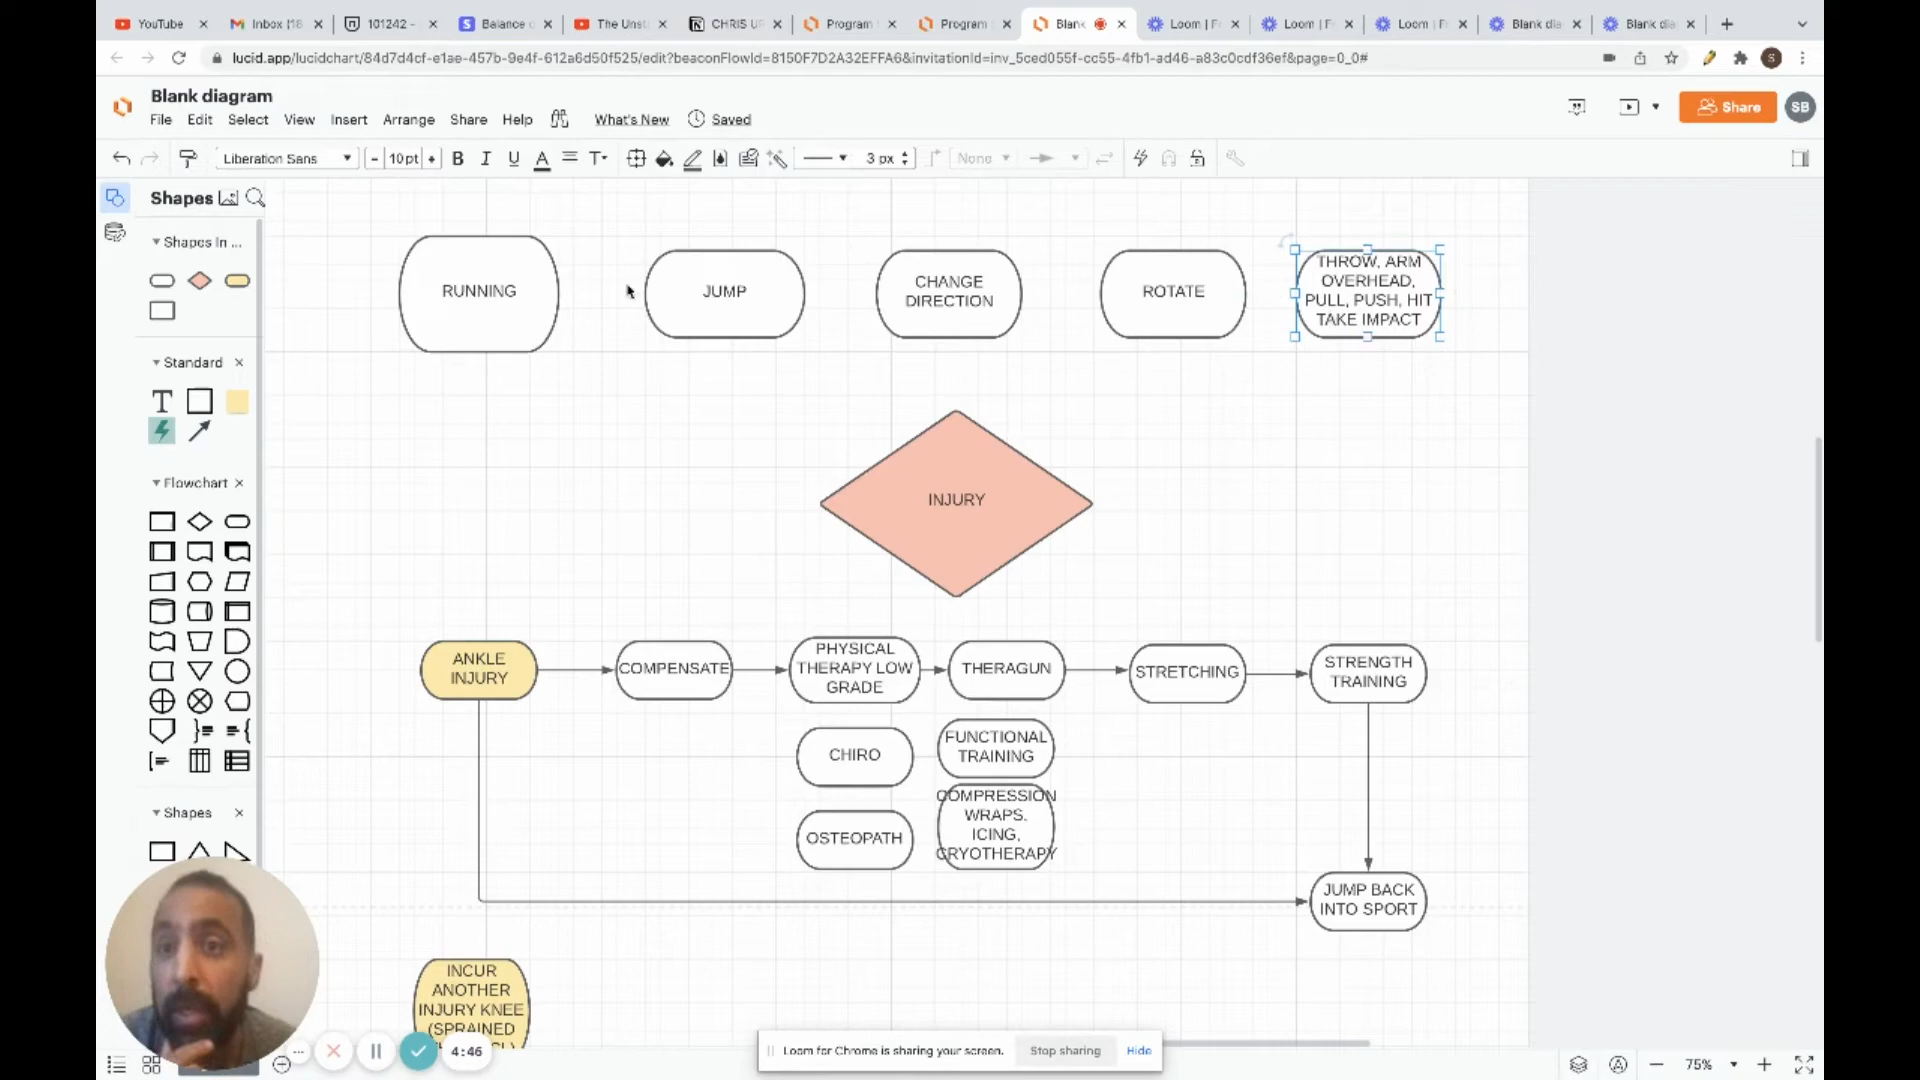 YouTube
Inbox (18
101242 -
Balance o
The Unst
CHRIS UP
Program
Program
Blank
Loom | F
Loom | F
Loom | F
Blank dia
Blank dia
lucid.app/lucidchart/84d7d4cf-e1ae-457b-9e4f-612a6d50f525/edit?beaconFlowId=8150F7D2A32EFFA6&invitationId=inv_5ced055f-cc55-4fb1-ad46-a83c0cdf36ef&page=0_0#
S
Blank diagram
File Edit Select View Insert Arrange Share Help What's New Saved
Share
SB
Liberation Sans - 10pt + B I U A T 3 px None
Shapes
Shapes In ...
Standard
T
Flowchart
Shapes
RUNNING
JUMP
CHANGE
DIRECTION
ROTATE
THROW, ARM
OVERHEAD,
PULL, PUSH, HIT
TAKE IMPACT
INJURY
ANKLE
INJURY
COMPENSATE
PHYSICAL
THERAPY LOW
GRADE
THERAGUN
STRETCHING
STRENGTH
TRAINING
CHIRO
FUNCTIONAL
TRAINING
OSTEOPATH
COMPRESSION
WRAPS.
ICING,
CRYOTHERAPY
JUMP BACK
INTO SPORT
INCUR
ANOTHER
INJURY KNEE
(SPRAINED
4:46
Loom for Chrome is sharing your screen. Stop sharing Hide
75%